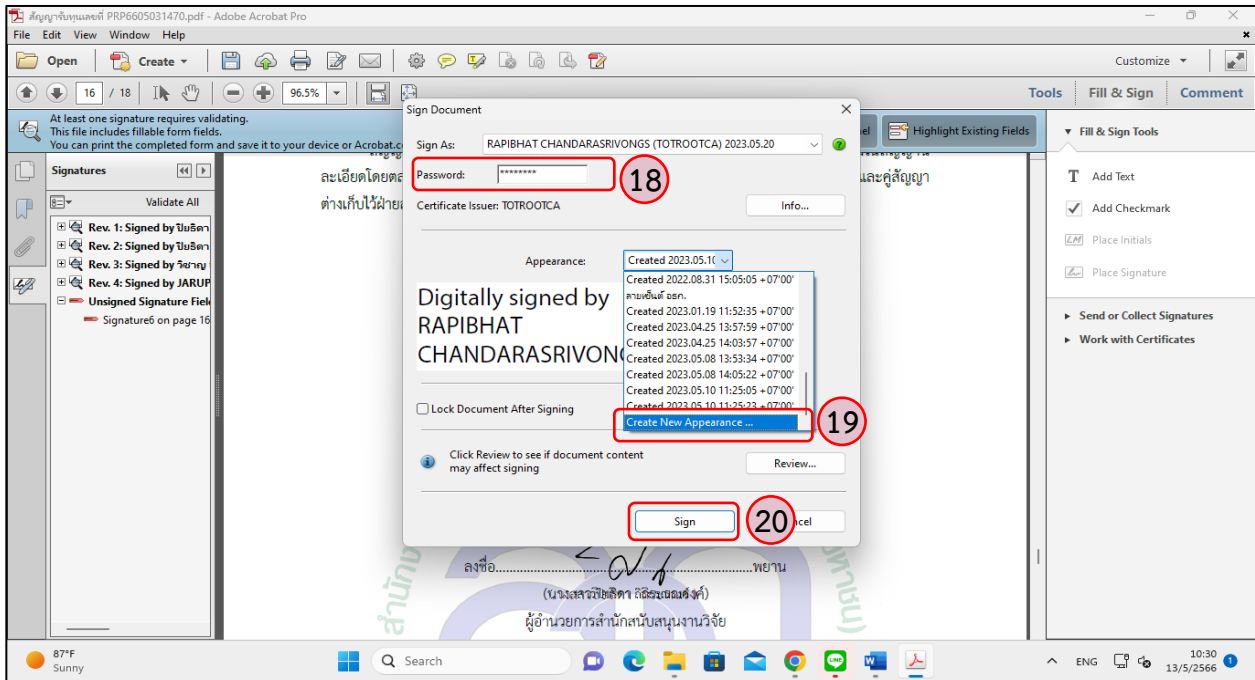 สัญญารับทุนเลขที่ PRP6605031470.pdf - Adobe Acrobat Pro
File Edit View Window Help
Open Create Customize
16 / 18 96.5% Tools Fill & Sign Comment
At least one signature requires validating.
This file includes fillable form fields.
You can print the completed form and save it to your device or Acrobat.co
Highlight Existing Fields
Signatures
Validate All
Rev. 1: Signed by ปิยธิดา
Rev. 2: Signed by ปิยธิดา
Rev. 3: Signed by วิชาญ
Rev. 4: Signed by JARUP
Unsigned Signature Field
Signature6 on page 16
ละเอียดโดยตล
และคู่สัญญา
ต่างเก็บไว้ฝ่าย
Sign Document
Sign As: RAPIBHAT CHANDARASRIVONGS (TOTROOTCA) 2023.05.20
Password: ********
18
Certificate Issuer: TOTROOTCA Info...
Appearance: Created 2023.05.10
Created 2022.08.31 15:05:05 +07'00'
ลายเซ็นต์ อธก.
Created 2023.01.19 11:52:35 +07'00'
Created 2023.04.25 13:57:59 +07'00'
Created 2023.04.25 14:03:57 +07'00'
Created 2023.05.08 13:53:34 +07'00'
Created 2023.05.08 14:05:22 +07'00'
Created 2023.05.10 11:25:05 +07'00'
Created 2023.05.10 11:25:23 +07'00'
Create New Appearance ...
19
Digitally signed by
RAPIBHAT
CHANDARASRIVONG
Lock Document After Signing
Click Review to see if document content
may affect signing
Review...
Sign
20
cel
ลงชื่อ..............................................พยาน
ผู้อำนวยการสำนักสนับสนุนงานวิจัย
Fill & Sign Tools
Add Text
Add Checkmark
Place Initials
Place Signature
Send or Collect Signatures
Work with Certificates
87°F
Sunny
Search
ENG
10:30
13/5/2566
1